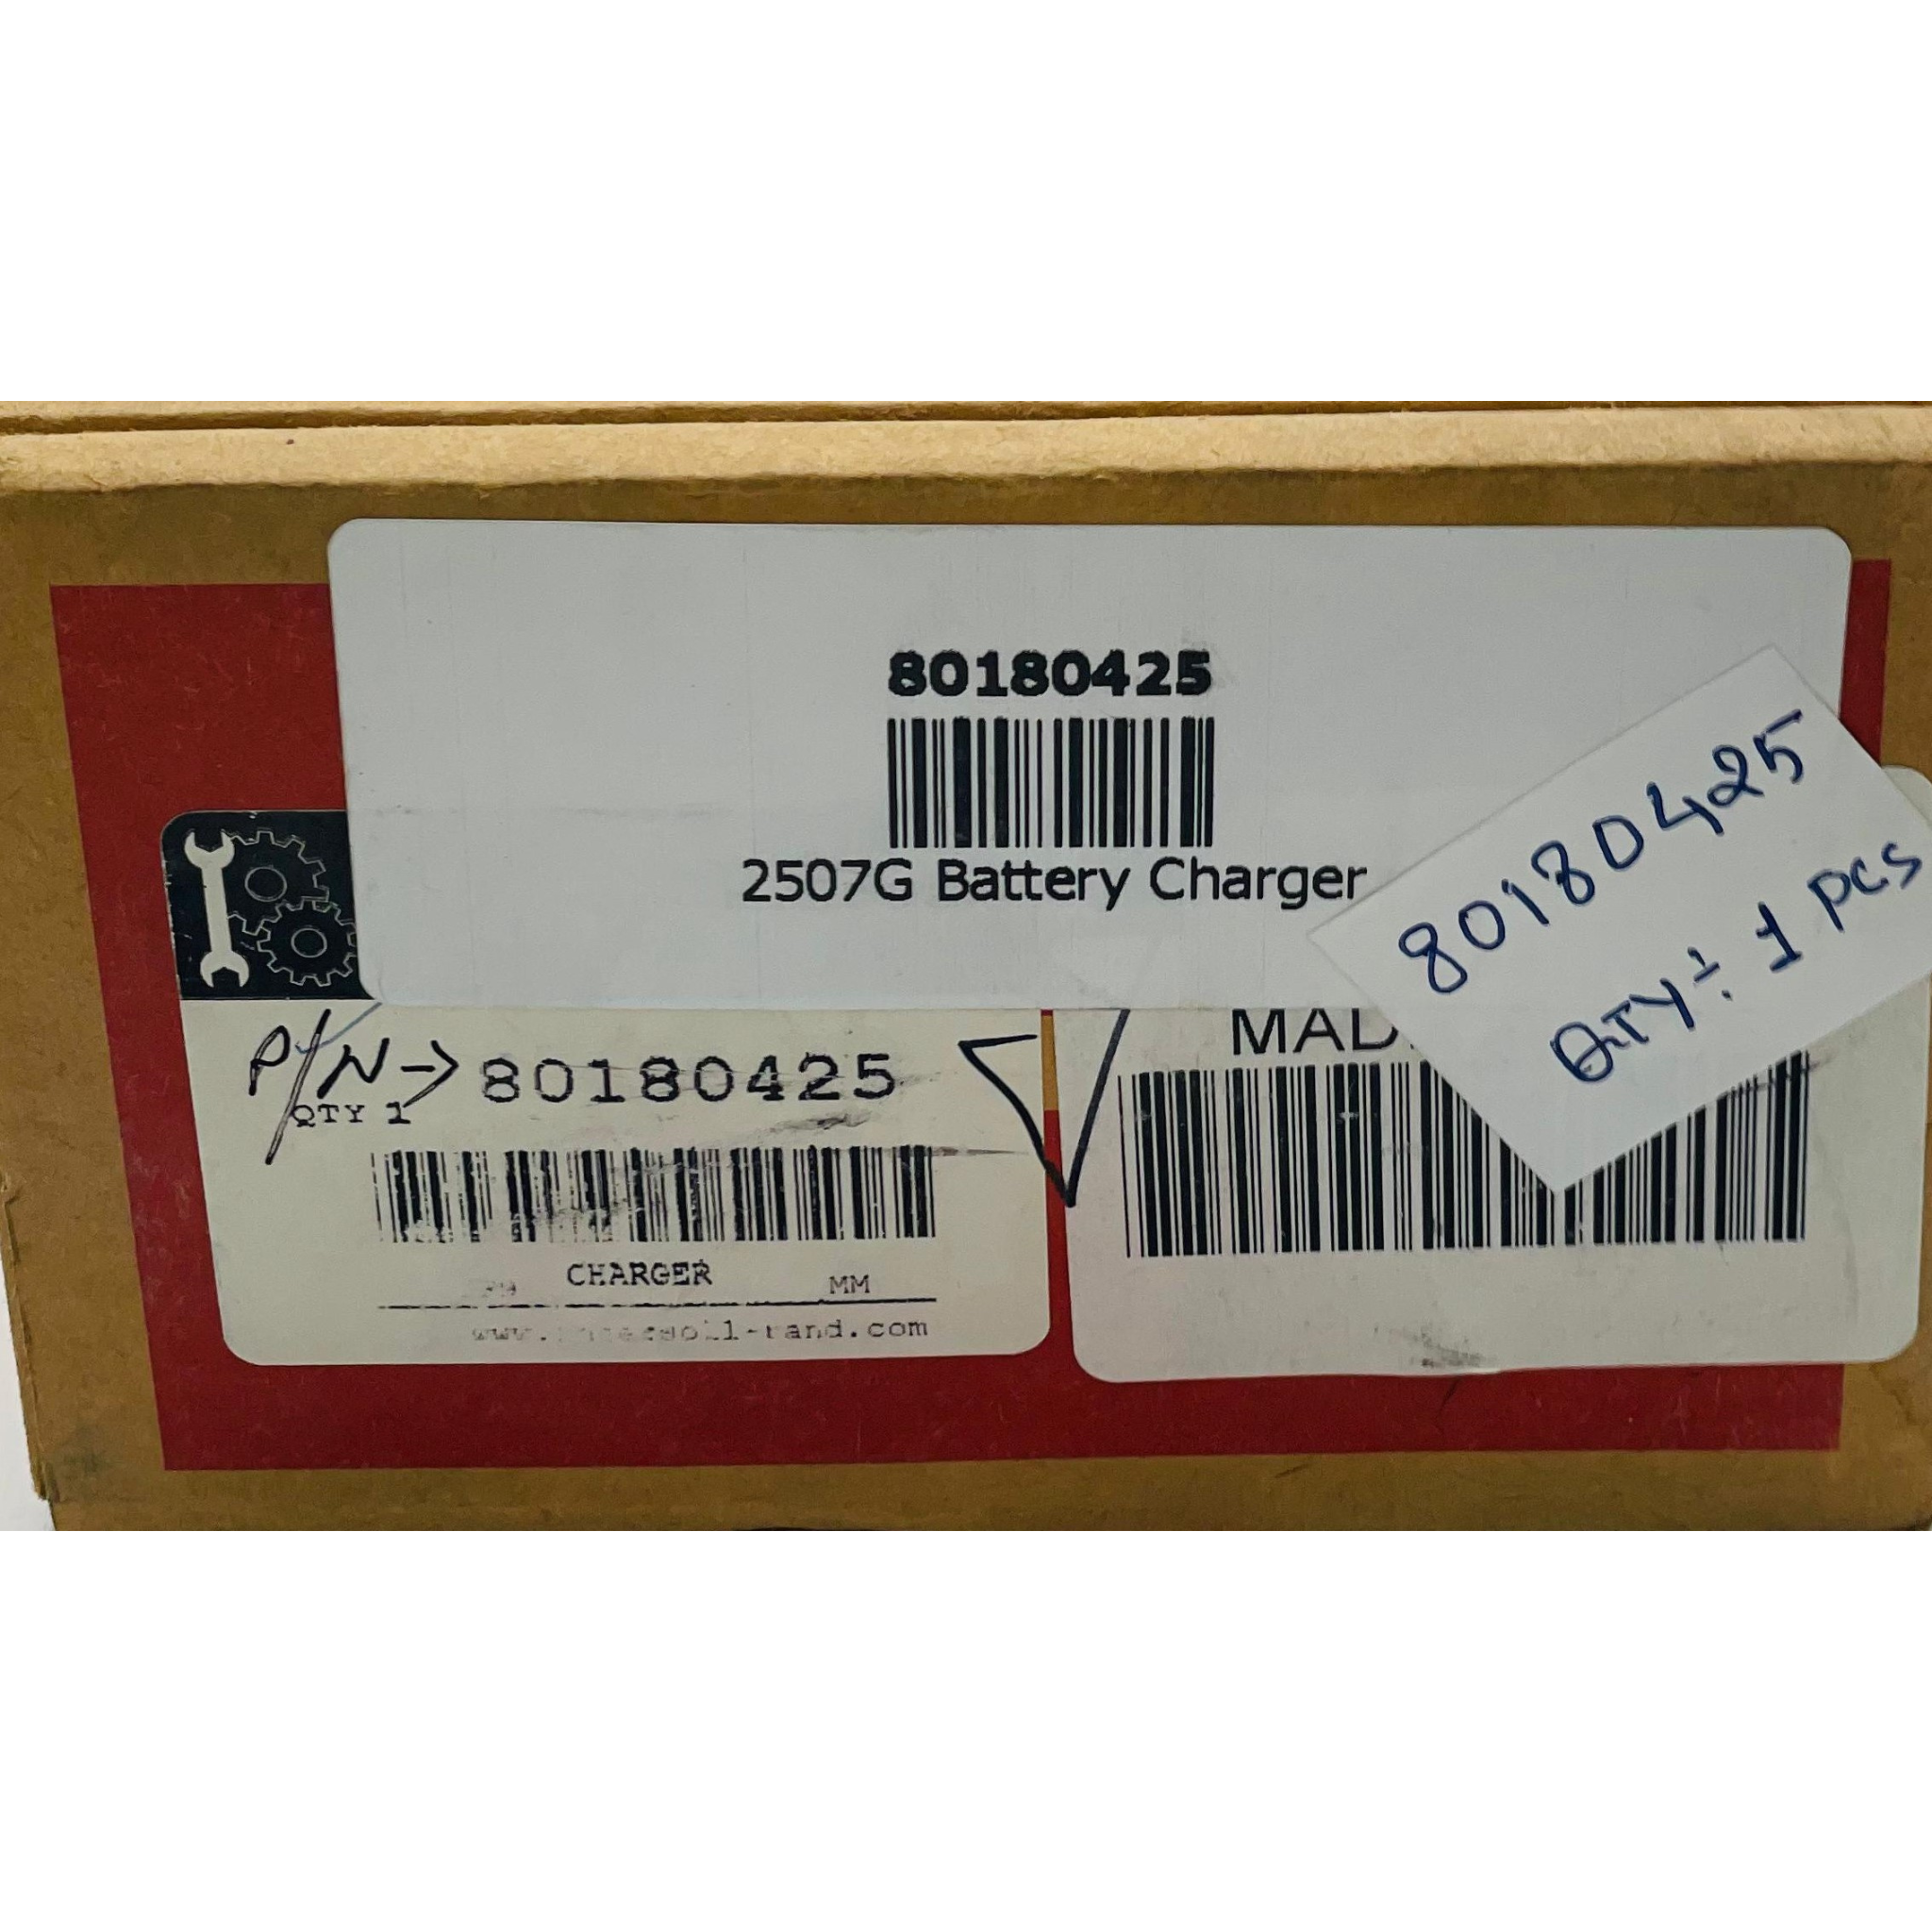 80180425
2507G Battery Charger
80180425
QTY÷ 1 pcs
P/N→ 80180425
QTY 1
CHARGER
MM
MAD